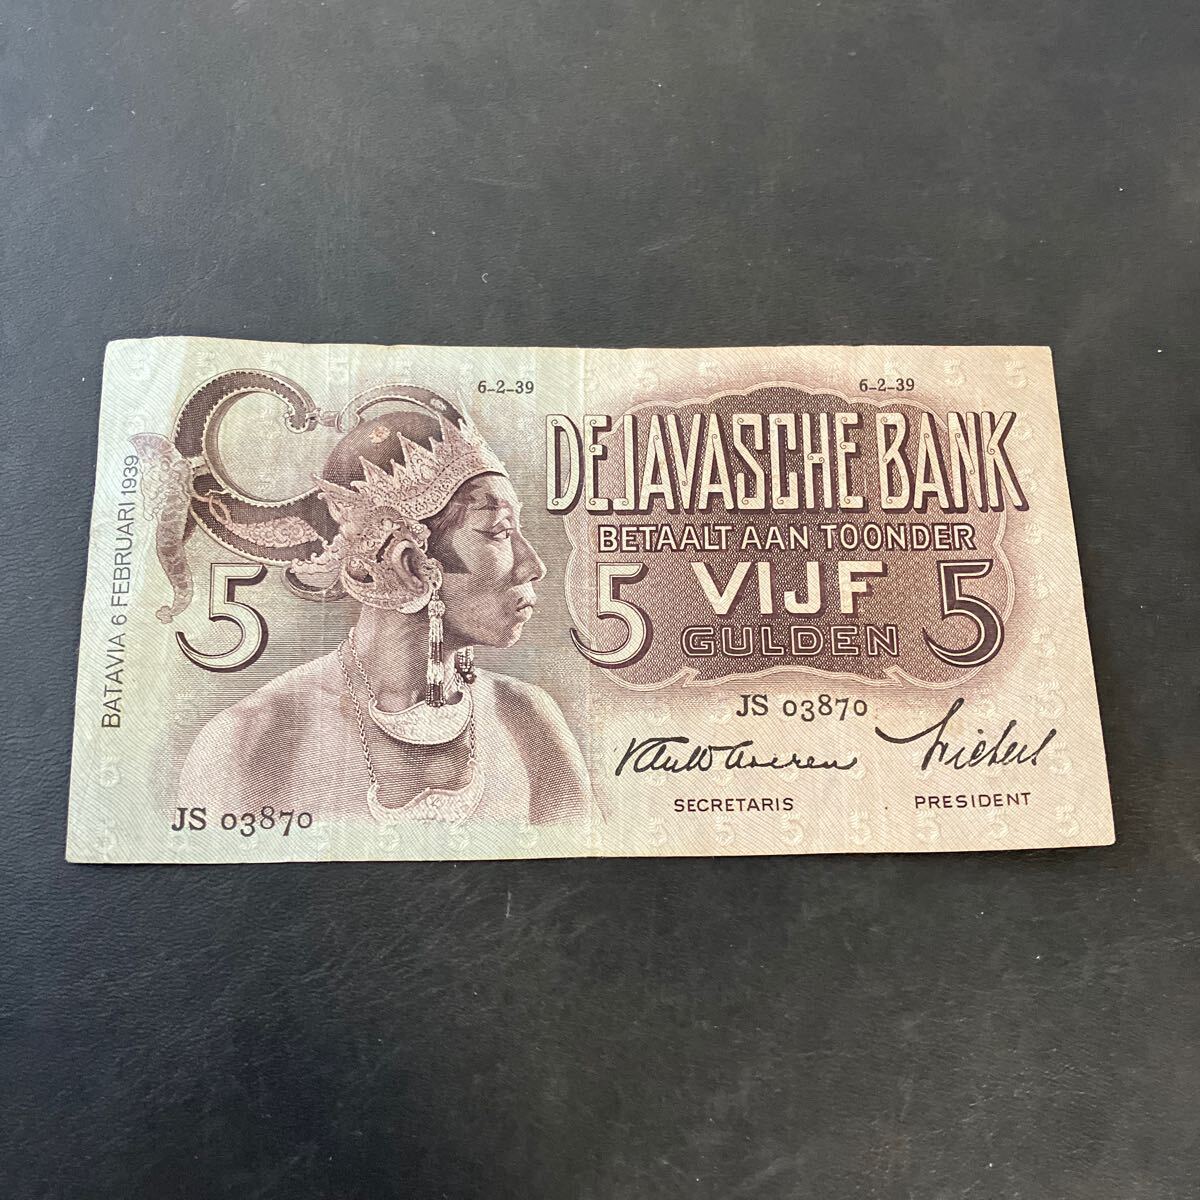 6-2-39 6-2-39
DE JAVASCHE BANK
BETAALT AAN TOONDER
5 5 VIJF 5
GULDEN
BATAVIA 6 FEBRUARI 1939
JS 03870
SECRETARIS PRESIDENT
JS 03870